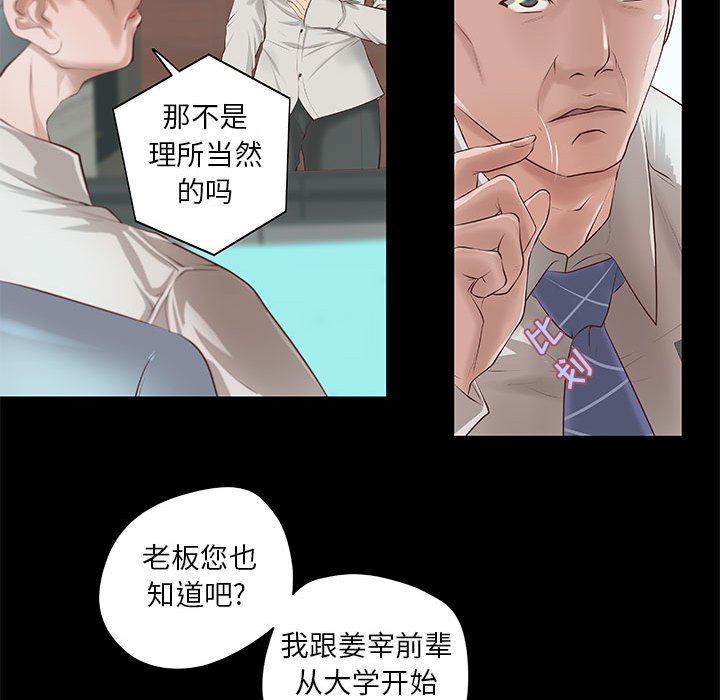 那不是
理所当然
的吗
比
划
老板您也
知道吧?
我跟姜宰前辈
从大学开始